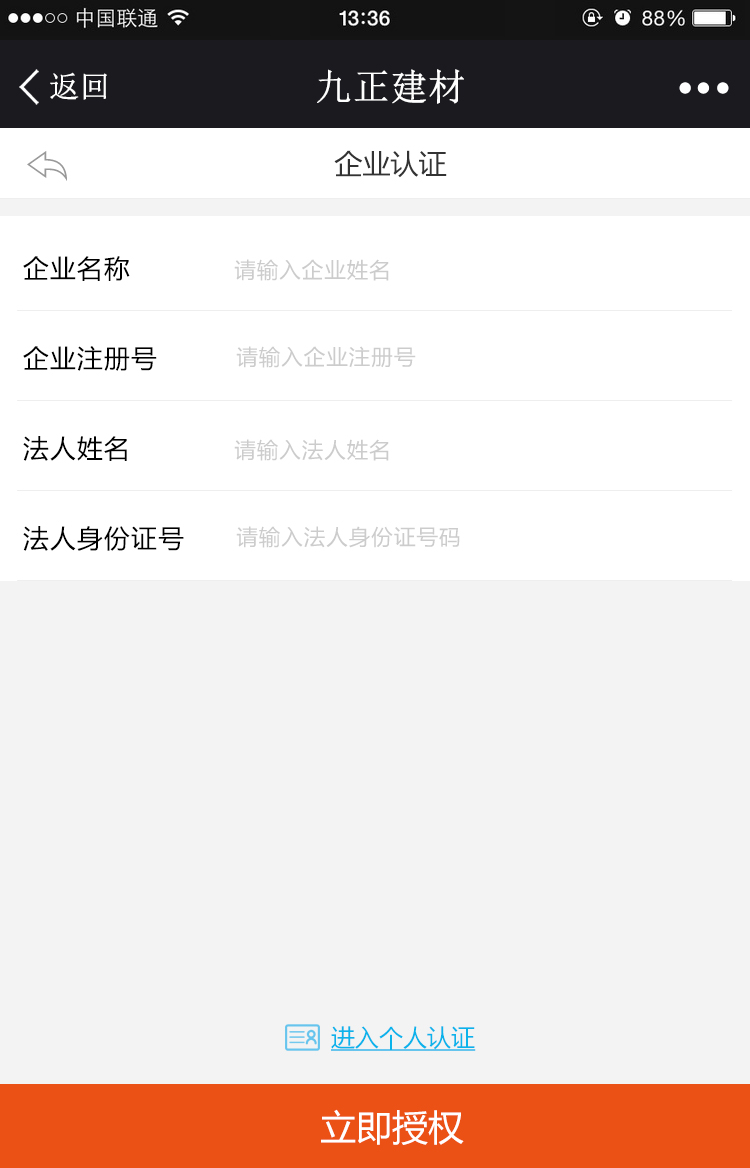 中国联通 13:36 88%
返回 九正建材
企业认证
企业名称 请输入企业姓名
企业注册号 请输入企业注册号
法人姓名 请输入法人姓名
法人身份证号 请输入法人身份证号码
进入个人认证
立即授权